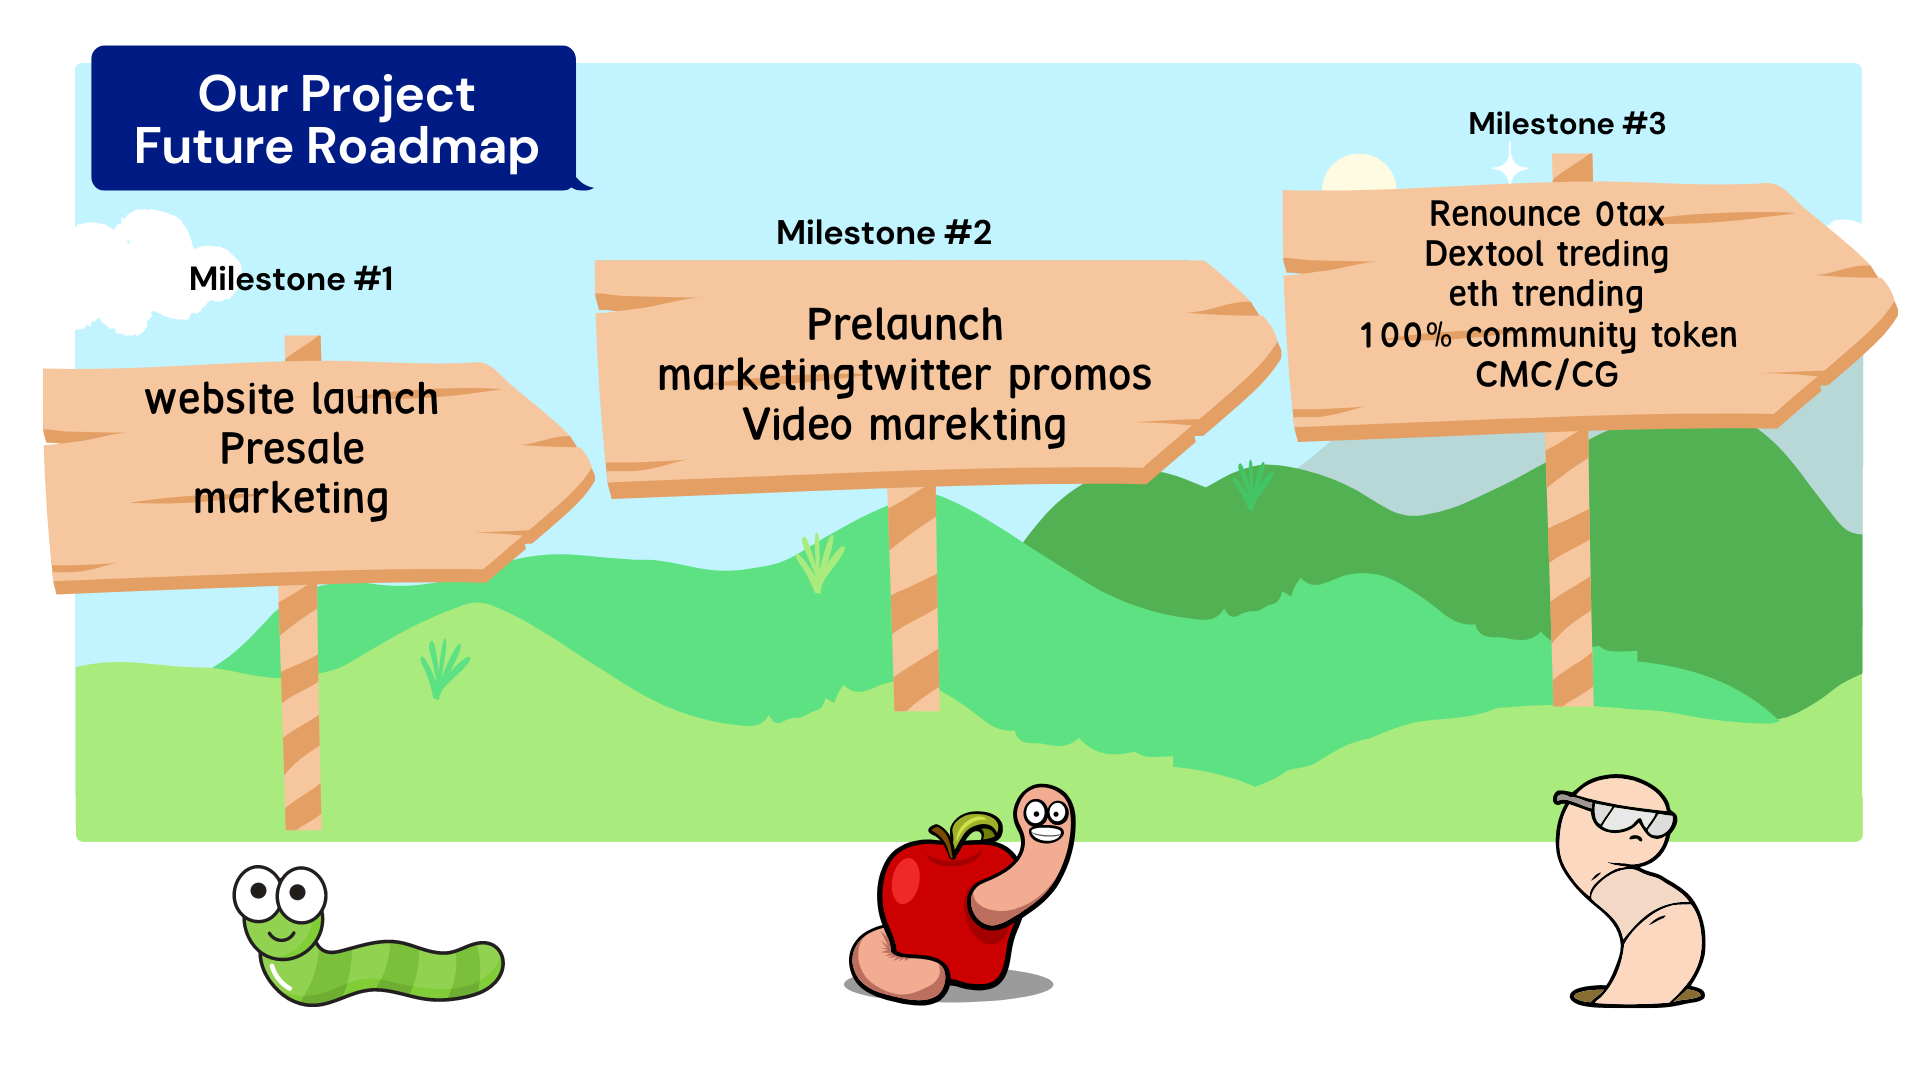 Our Project
Future Roadmap
Milestone #1
website launch
Presale
marketing
Milestone #2
Prelaunch
marketingtwitter promos
Video marekting
Milestone #3
Renounce 0tax
Dextool treding
eth trending
100% community token
CMC/CG